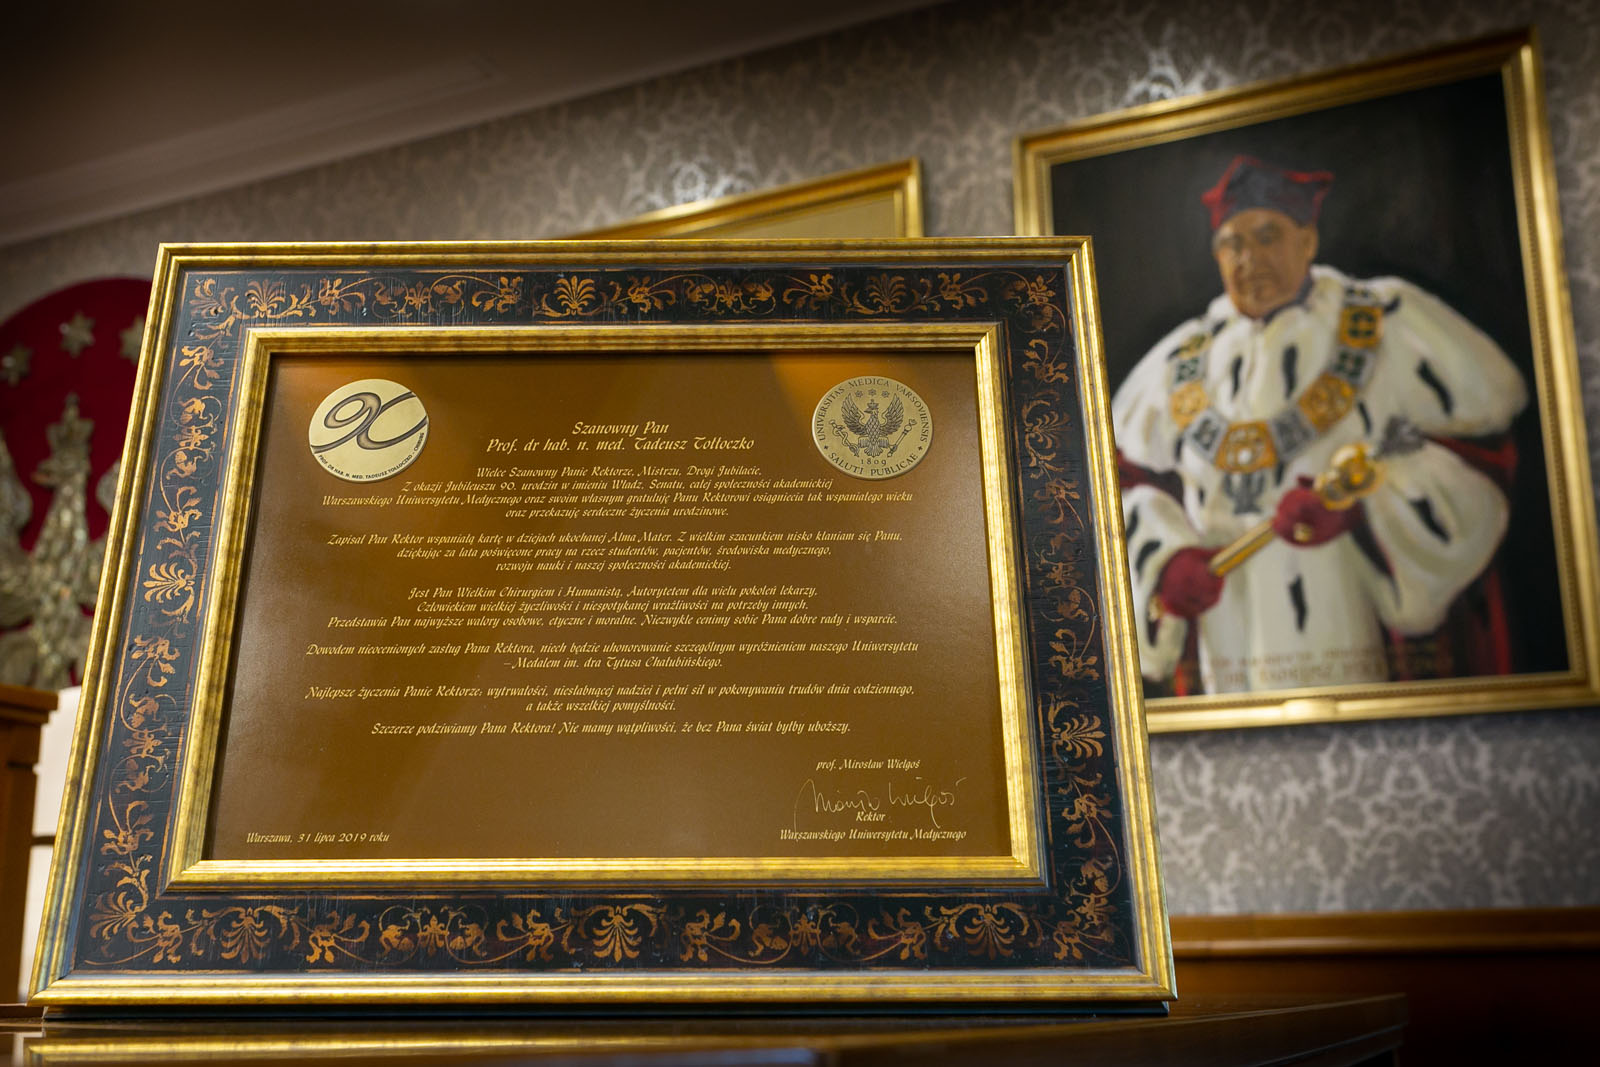 PROF. DR HAB. N. MED. TADEUSZ TOŁŁOCZKO - CHIRURG
UNIVERSITAS MEDICA VARSOVIENSIS
1809
SALUTI PUBLICAE
Szanowny Pan
Prof. dr hab. n. med. Tadeusz Tołłoczko
Wielce Szanowny Panie Rektorze, Mistrzu, Drogi Jubilacie,
Z okazji Jubileuszu 90. urodzin w imieniu Władz, Senatu, całej społeczności akademickiej
Warszawskiego Uniwersytetu Medycznego oraz swoim własnym gratuluję Panu Rektorowi osiągnięcia tak wspaniałego wieku
oraz przekazuję serdeczne życzenia urodzinowe.
Zapisał Pan Rektor wspaniałą kartę w dziejach ukochanej Alma Mater. Z wielkim szacunkiem nisko kłaniam się Panu,
dziękując za lata poświęcone pracy na rzecz studentów, pacjentów, środowiska medycznego,
rozwoju nauki i naszej społeczności akademickiej.
Jest Pan Wielkim Chirurgiem i Humanistą, Autorytetem dla wielu pokoleń lekarzy,
Człowiekiem wielkiej życzliwości i niespotykanej wrażliwości na potrzeby innych.
Przedstawia Pan najwyższe walory osobowe, etyczne i moralne. Niezwykle cenimy sobie Pana dobre rady i wsparcie.
Dowodem nieocenionych zasług Pana Rektora, niech będzie uhonorowanie szczególnym wyróżnieniem naszego Uniwersytetu
– Medalem im. dra Tytusa Chałubińskiego.
Najlepsze życzenia Panie Rektorze: wytrwałości, niesłabnącej nadziei i pełni sił w pokonywaniu trudów dnia codziennego,
a także wszelkiej pomyślności.
Szczerze podziwiamy Pana Rektora! Nie mamy wątpliwości, że bez Pana świat byłby uboższy.
prof. Mirosław Wielgoś
Rektor
Warszawskiego Uniwersytetu Medycznego
Warszawa, 31 lipca 2019 roku